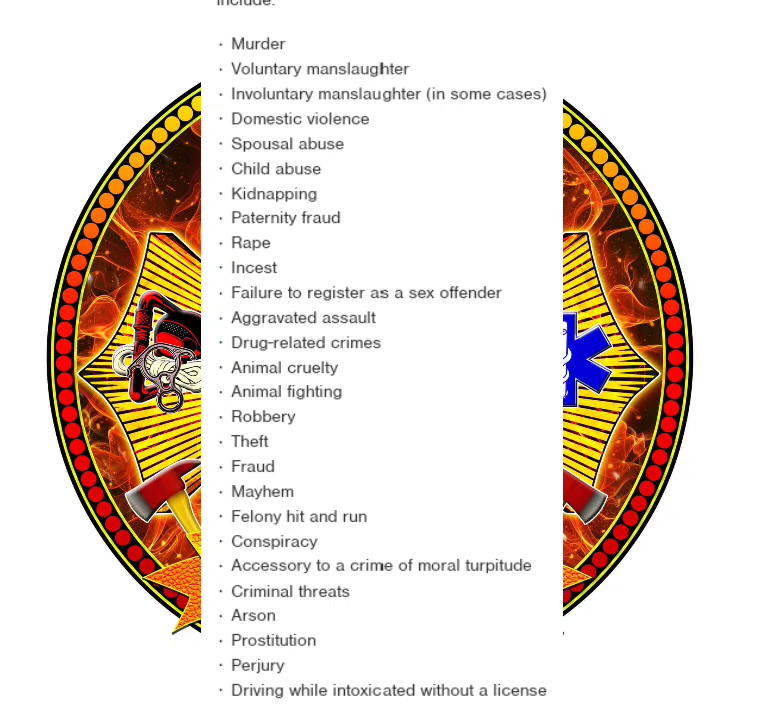 include:
· Murder
· Voluntary manslaughter
· Involuntary manslaughter (in some cases)
· Domestic violence
· Spousal abuse
· Child abuse
· Kidnapping
· Paternity fraud
· Rape
· Incest
· Failure to register as a sex offender
· Aggravated assault
· Drug-related crimes
· Animal cruelty
· Animal fighting
· Robbery
· Theft
· Fraud
· Mayhem
· Felony hit and run
· Conspiracy
· Accessory to a crime of moral turpitude
· Criminal threats
· Arson
· Prostitution
· Perjury
· Driving while intoxicated without a license